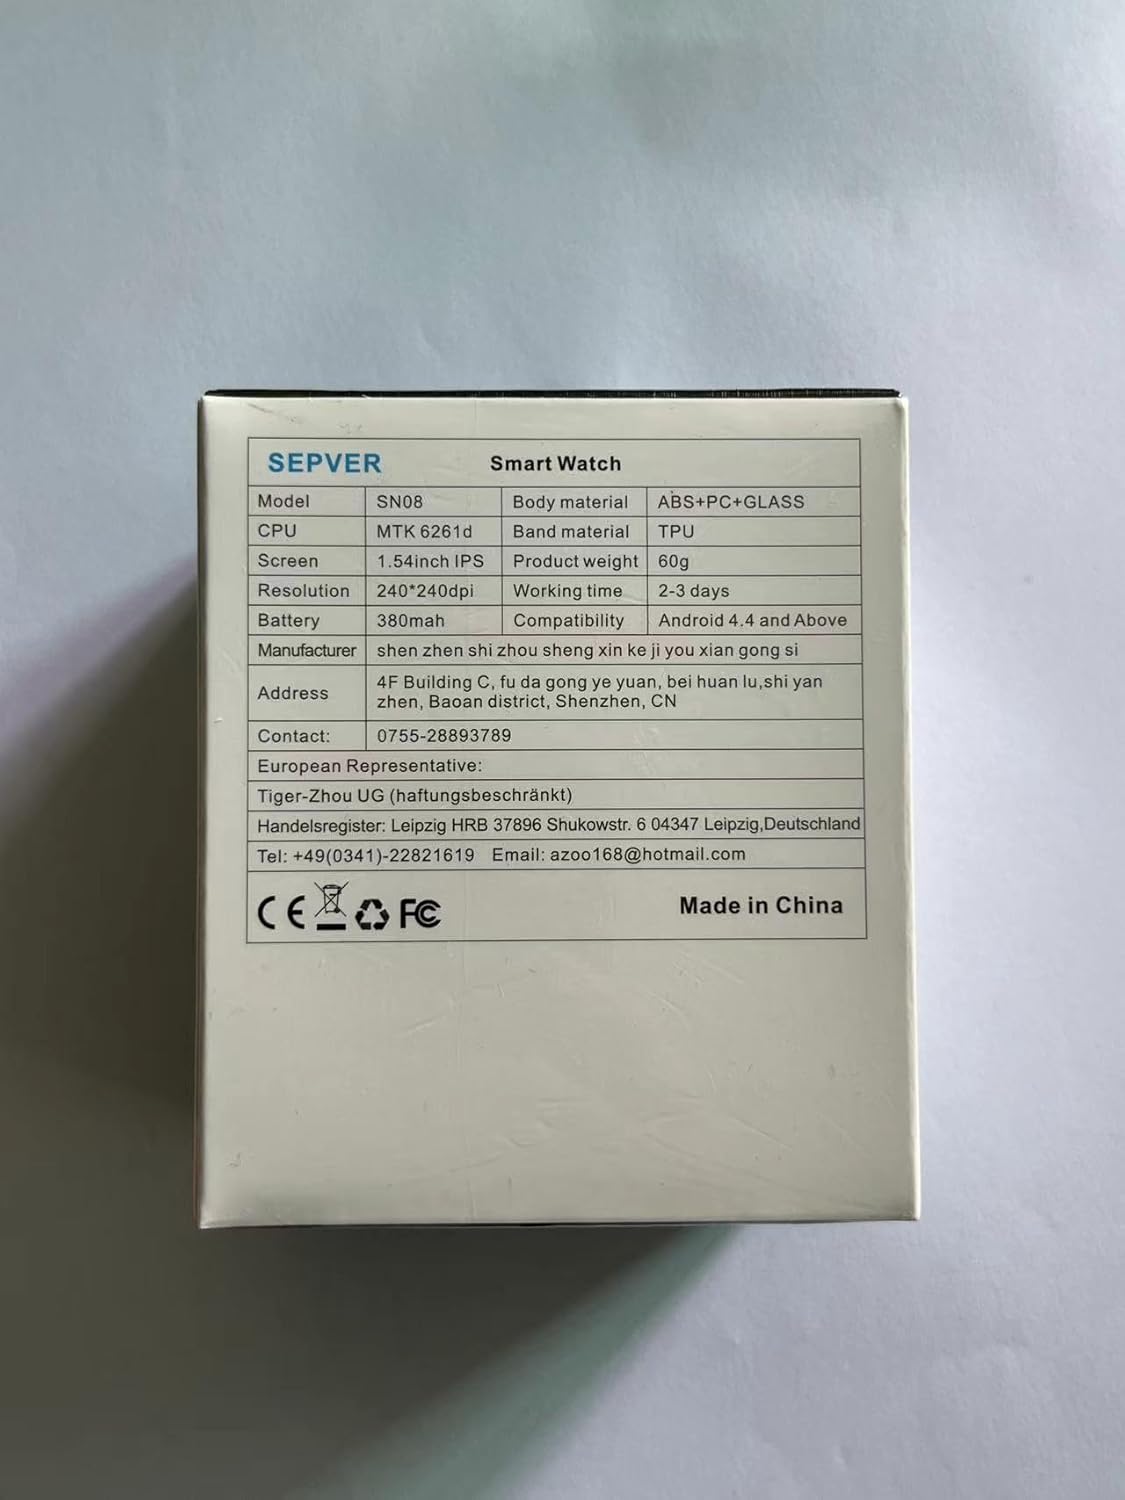 SEPVER Smart Watch
Model SN08 Body material ABS+PC+GLASS
CPU MTK 6261d Band material TPU
Screen 1.54inch IPS Product weight 60g
Resolution 240*240dpi Working time 2-3 days
Battery 380mah Compatibility Android 4.4 and Above
Manufacturer shen zhen shi zhou sheng xin ke ji you xian gong si
Address 4F Building C, fu da gong ye yuan, bei huan lu,shi yan
zhen, Baoan district, Shenzhen, CN
Contact: 0755-28893789
European Representative:
Tiger-Zhou UG (haftungsbeschränkt)
Handelsregister: Leipzig HRB 37896 Shukowstr. 6 04347 Leipzig,Deutschland
Tel: +49(0341)-22821619 Email: azoo168@hotmail.com
CE FC Made in China